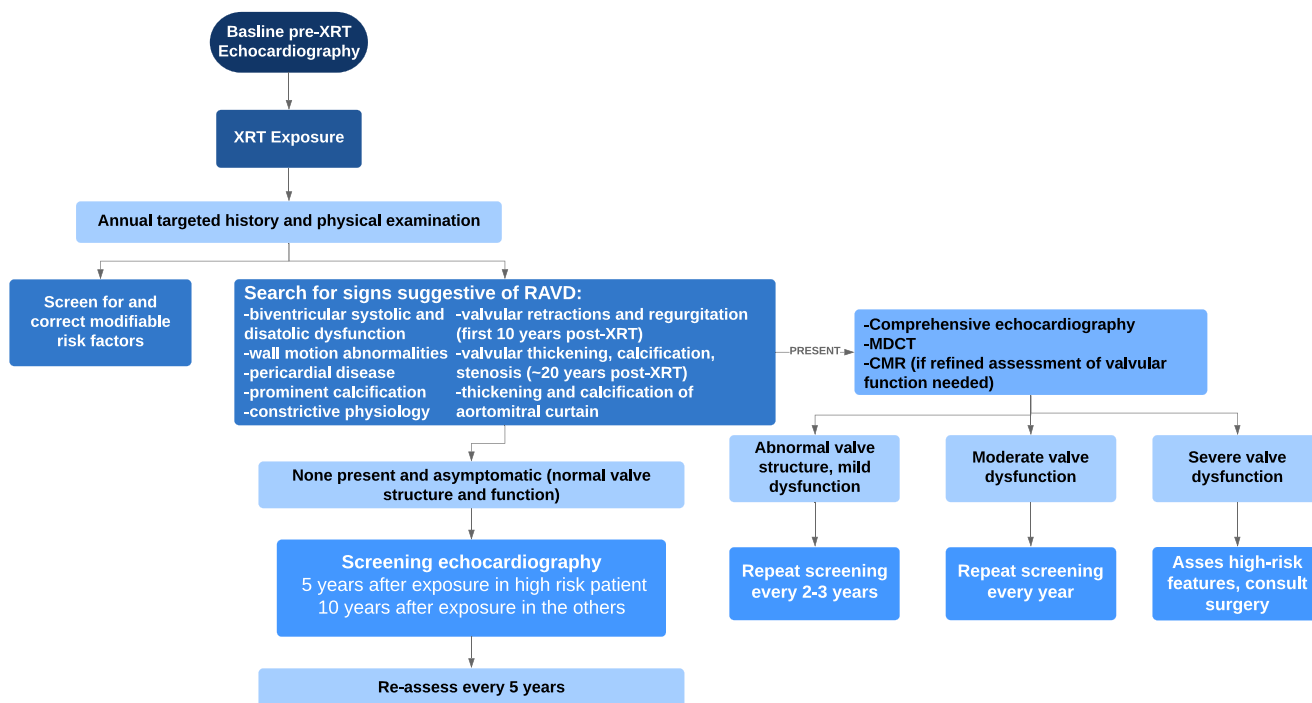 Basline pre-XRT
Echocardiography
XRT Exposure
Annual targeted history and physical examination
Screen for and
correct modifiable
risk factors
Search for signs suggestive of RAVD:
-biventricular systolic and
disatolic dysfunction
-wall motion abnormalities
-pericardial disease
-prominent calcification
-constrictive physiology
-valvular retractions and regurgitation
(first 10 years post-XRT)
-valvular thickening, calcification,
stenosis (~20 years post-XRT)
-thickening and calcification of
aortomitral curtain
PRESENT
-Comprehensive echocardiography
-MDCT
-CMR (if refined assessment of valvular
function needed)
None present and asymptomatic (normal valve
structure and function)
Screening echocardiography
5 years after exposure in high risk patient
10 years after exposure in the others
Re-assess every 5 years
Abnormal valve
structure, mild
dysfunction
Repeat screening
every 2-3 years
Moderate valve
dysfunction
Repeat screening
every year
Severe valve
dysfunction
Asses high-risk
features, consult
surgery